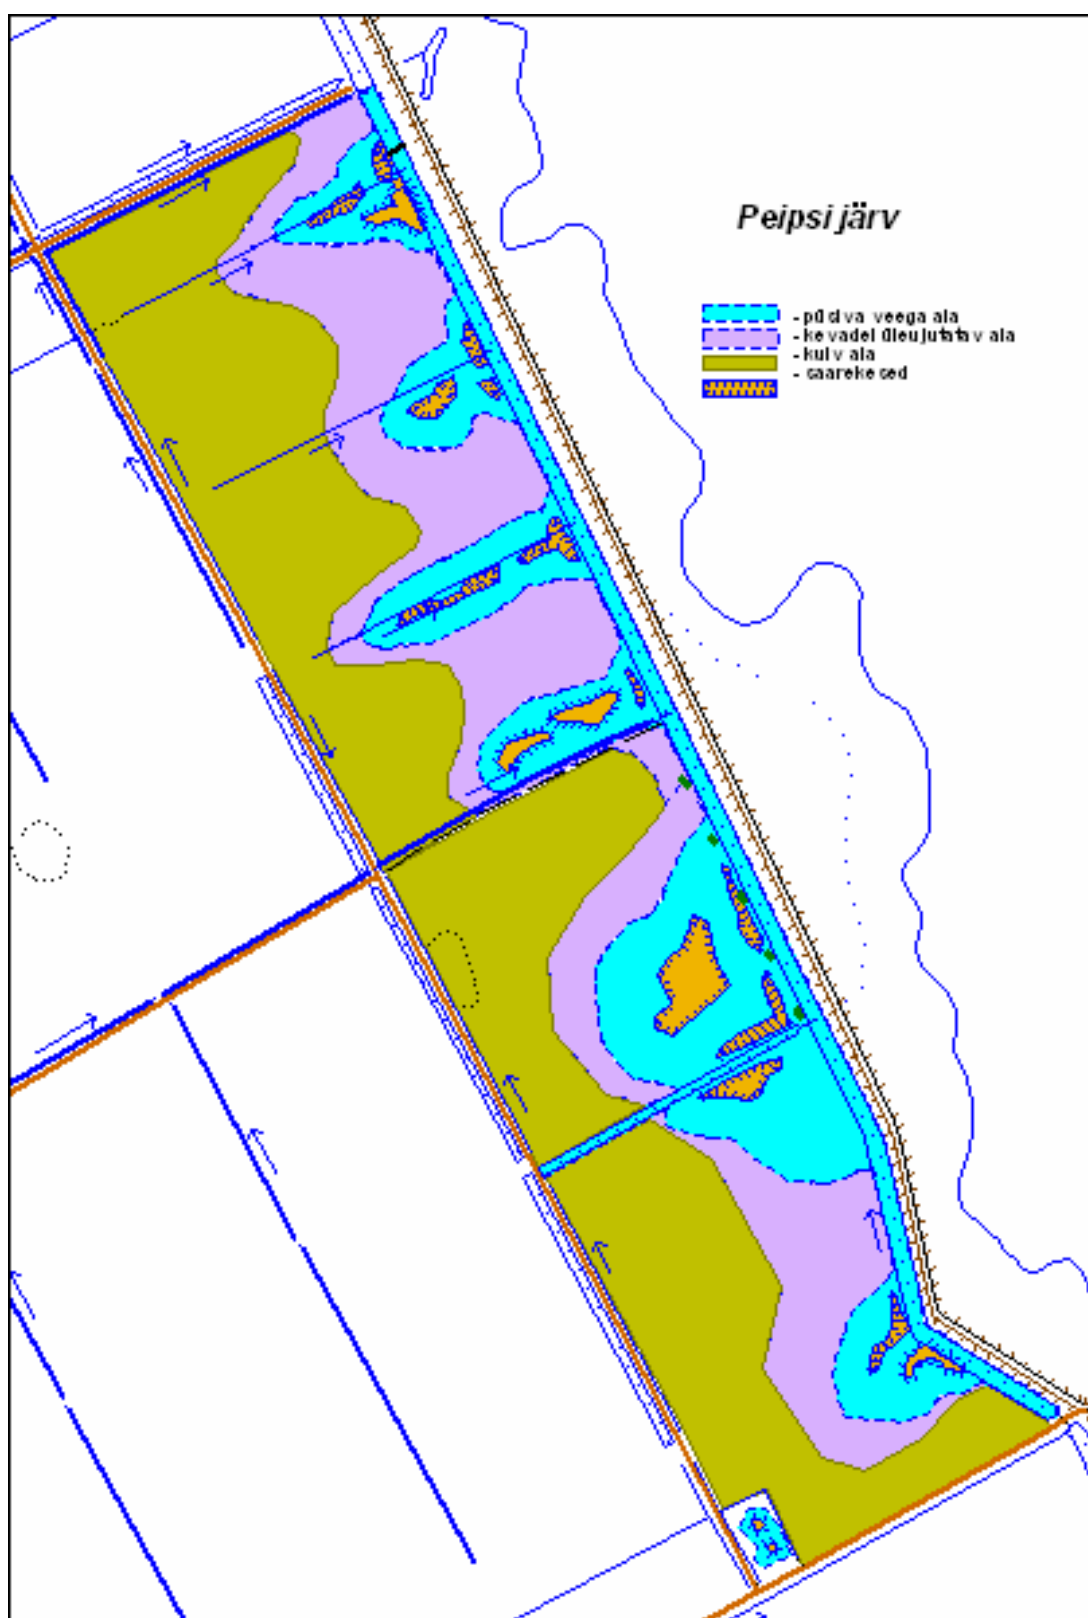 Peipsi järv
- püsiva veega ala
- kevadel üleujutatav ala
- kuiv ala
- saarekesed